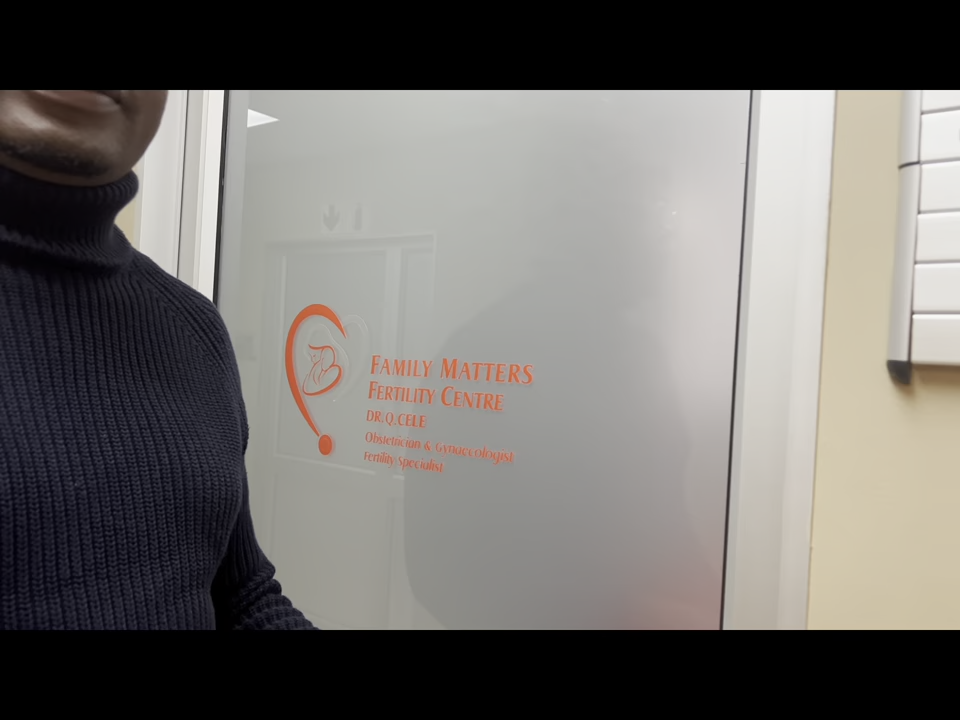 FAMILY MATTERS
FERTILITY CENTRE
DR. Q. CELE
Obstetrician & Gynaecologist
Fertility Specialist